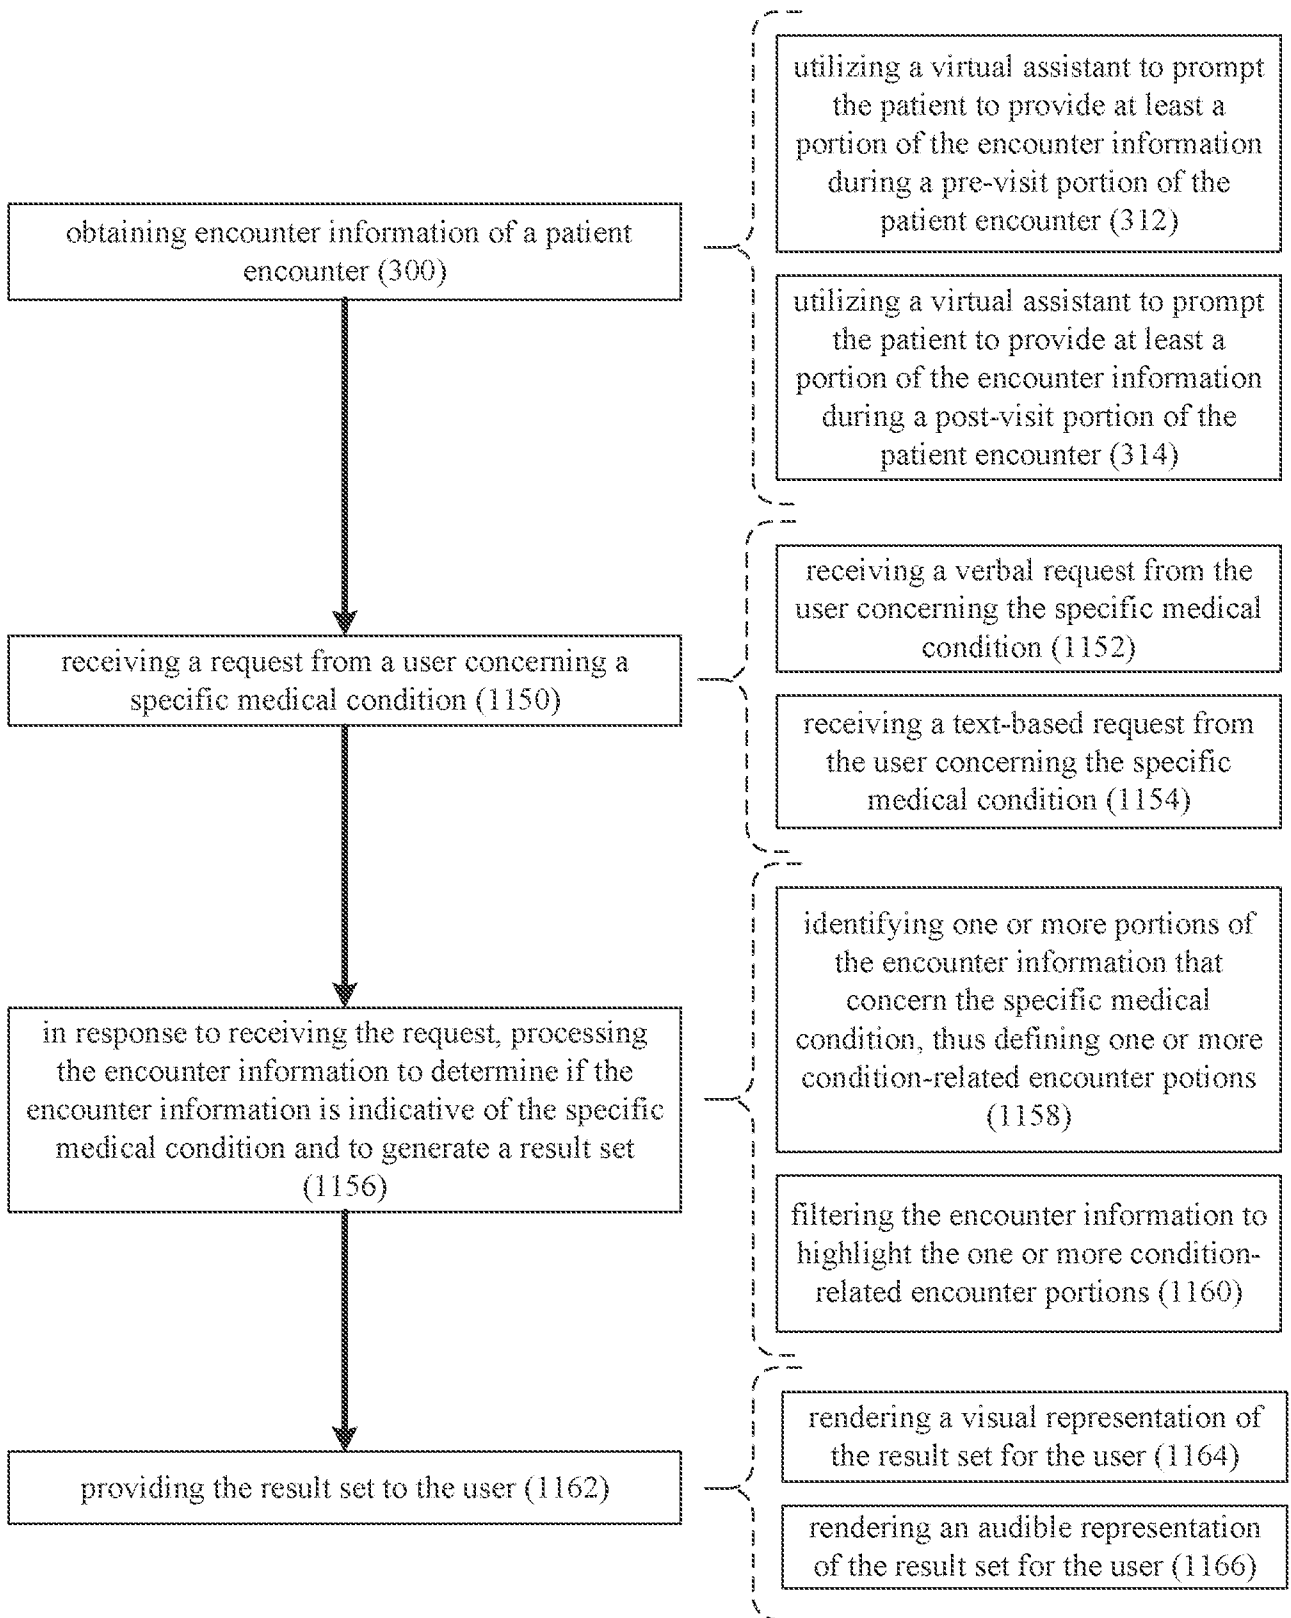 obtaining encounter information of a patient
encounter (300)
utilizing a virtual assistant to prompt
the patient to provide at least a
portion of the encounter information
during a pre-visit portion of the
patient encounter (312)
utilizing a virtual assistant to prompt
the patient to provide at least a
portion of the encounter information
during a post-visit portion of the
patient encounter (314)
receiving a request from a user concerning a
specific medical condition (1150)
receiving a verbal request from the
user concerning the specific medical
condition (1152)
receiving a text-based request from
the user concerning the specific
medical condition (1154)
in response to receiving the request, processing
the encounter information to determine if the
encounter information is indicative of the specific
medical condition and to generate a result set
(1156)
identifying one or more portions of
the encounter information that
concern the specific medical
condition, thus defining one or more
condition-related encounter potions
(1158)
filtering the encounter information to
highlight the one or more condition-
related encounter portions (1160)
providing the result set to the user (1162)
rendering a visual representation of
the result set for the user (1164)
rendering an audible representation
of the result set for the user (1166)